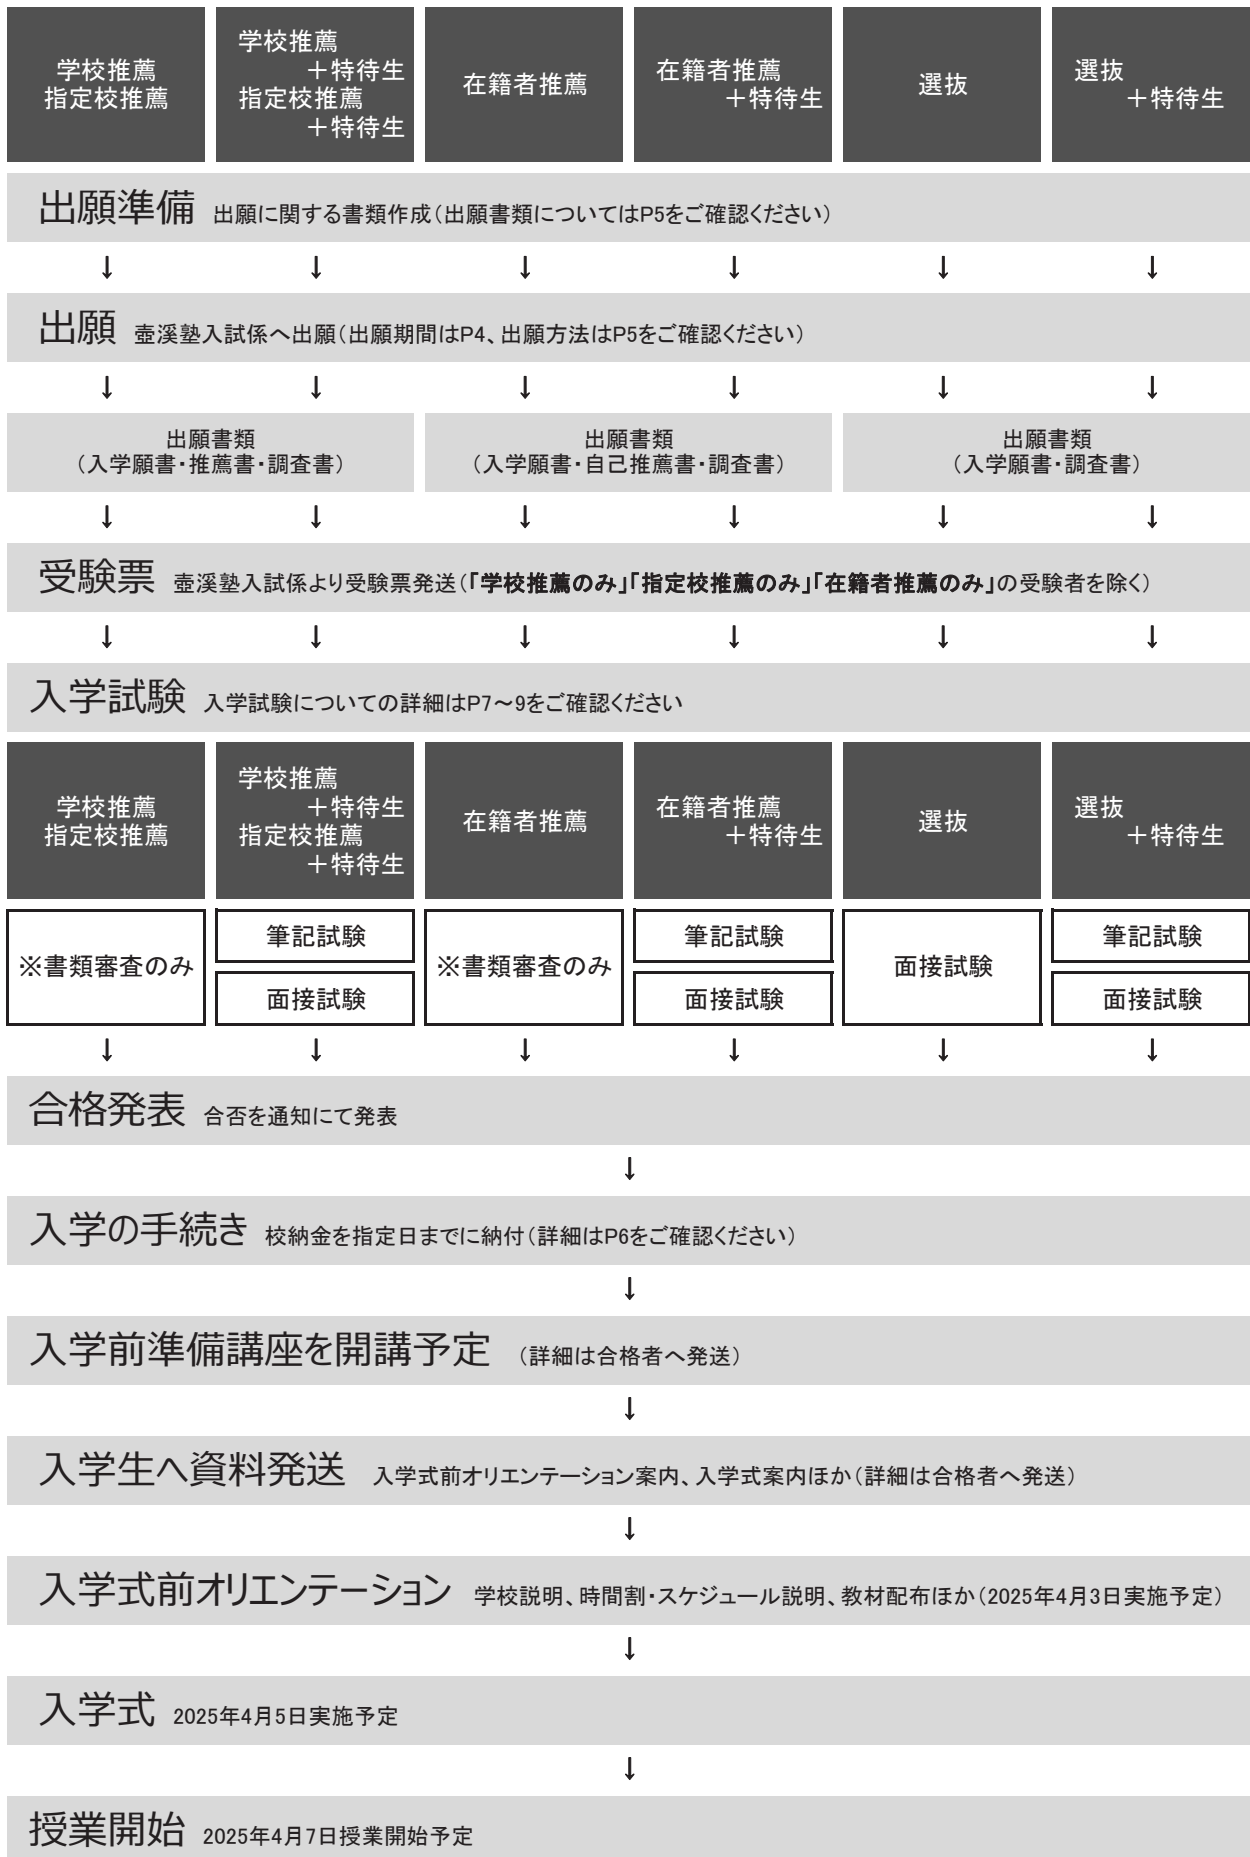 学校推薦
指定校推薦
学校推薦
＋特待生
指定校推薦
＋特待生
在籍者推薦
在籍者推薦
＋特待生
選抜
選抜
＋特待生
出願準備 出願に関する書類作成（出願書類についてはP5をご確認ください）
↓ ↓ ↓ ↓ ↓ ↓
出願 壺溪塾入試係へ出願（出願期間はP4、出願方法はP5をご確認ください）
↓ ↓ ↓ ↓ ↓ ↓
出願書類
（入学願書・推薦書・調査書）
出願書類
（入学願書・自己推薦書・調査書）
出願書類
（入学願書・調査書）
↓ ↓ ↓ ↓ ↓ ↓
受験票 壺溪塾入試係より受験票発送（「学校推薦のみ」「指定校推薦のみ」「在籍者推薦のみ」の受験者を除く）
↓ ↓ ↓ ↓ ↓ ↓
入学試験 入学試験についての詳細はP7～9をご確認ください
学校推薦
指定校推薦
学校推薦
＋特待生
指定校推薦
＋特待生
在籍者推薦
在籍者推薦
＋特待生
選抜
選抜
＋特待生
※書類審査のみ
筆記試験
面接試験
※書類審査のみ
筆記試験
面接試験
面接試験
筆記試験
面接試験
↓ ↓ ↓ ↓ ↓ ↓
合格発表 合否を通知にて発表
↓
入学の手続き 校納金を指定日までに納付（詳細はP6をご確認ください）
↓
入学前準備講座を開講予定 （詳細は合格者へ発送）
↓
入学生へ資料発送 入学式前オリエンテーション案内、入学式案内ほか（詳細は合格者へ発送）
↓
入学式前オリエンテーション 学校説明、時間割・スケジュール説明、教材配布ほか（2025年4月3日実施予定）
↓
入学式 2025年4月5日実施予定
↓
授業開始 2025年4月7日授業開始予定